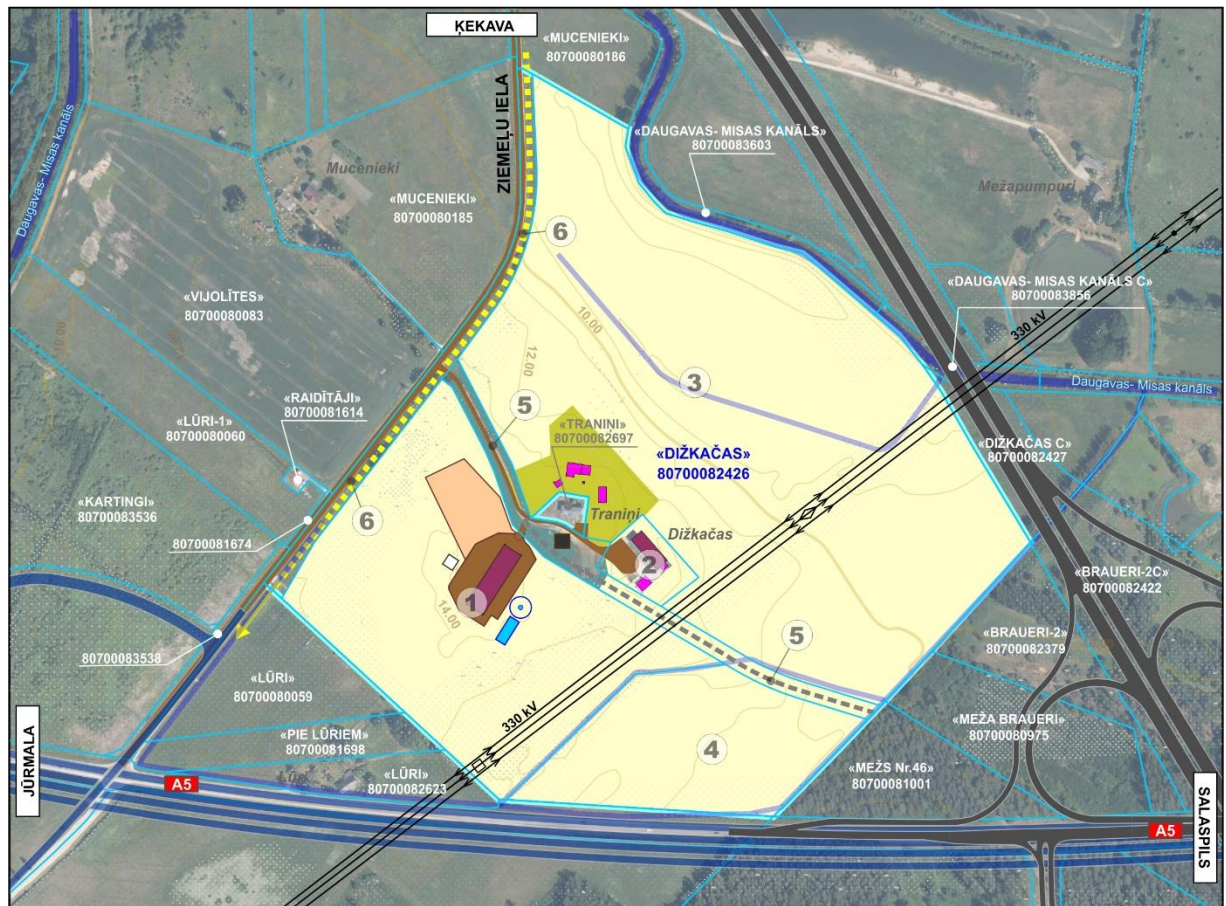 ĶEKAVA
«MUCENIEKI»
80700080186
ZIEMEĻU IELA
«DAUGAVAS- MISAS KANĀLS»
80700083603
Daugavas- Misas kanāls
Mucenieki
Mežapumpuri
«MUCENIEKI»
80700080185
6
«DAUGAVAS- MISAS KANĀLS C»
80700083856
330 kV
«VIJOLĪTES»
80700080083
10.00
10.00
12.00
3
Daugavas- Misas kanāls
«RAIDĪTĀJI»
80700081614
«LŪRI-1»
80700080060
5
«TRANIŅI»
80700082697
«DIŽKAČAS»
80700082426
«DIŽKAČAS C»
80700082427
«KARTINGI»
80700083536
6
Traniņi
Dižkačas
80700081674
2
«BRAUERI-2C»
80700082422
1
14.00
80700083538
«BRAUERI-2»
80700082379
5
«LŪRI»
80700080059
330 kV
«PIE LŪRIEM»
80700081698
«MEŽA BRAUERI»
80700080975
4
JŪRMALA
A5
«LŪRI»
80700082623
«MEŽS Nr.46»
80700081001
A5
SALASPILS